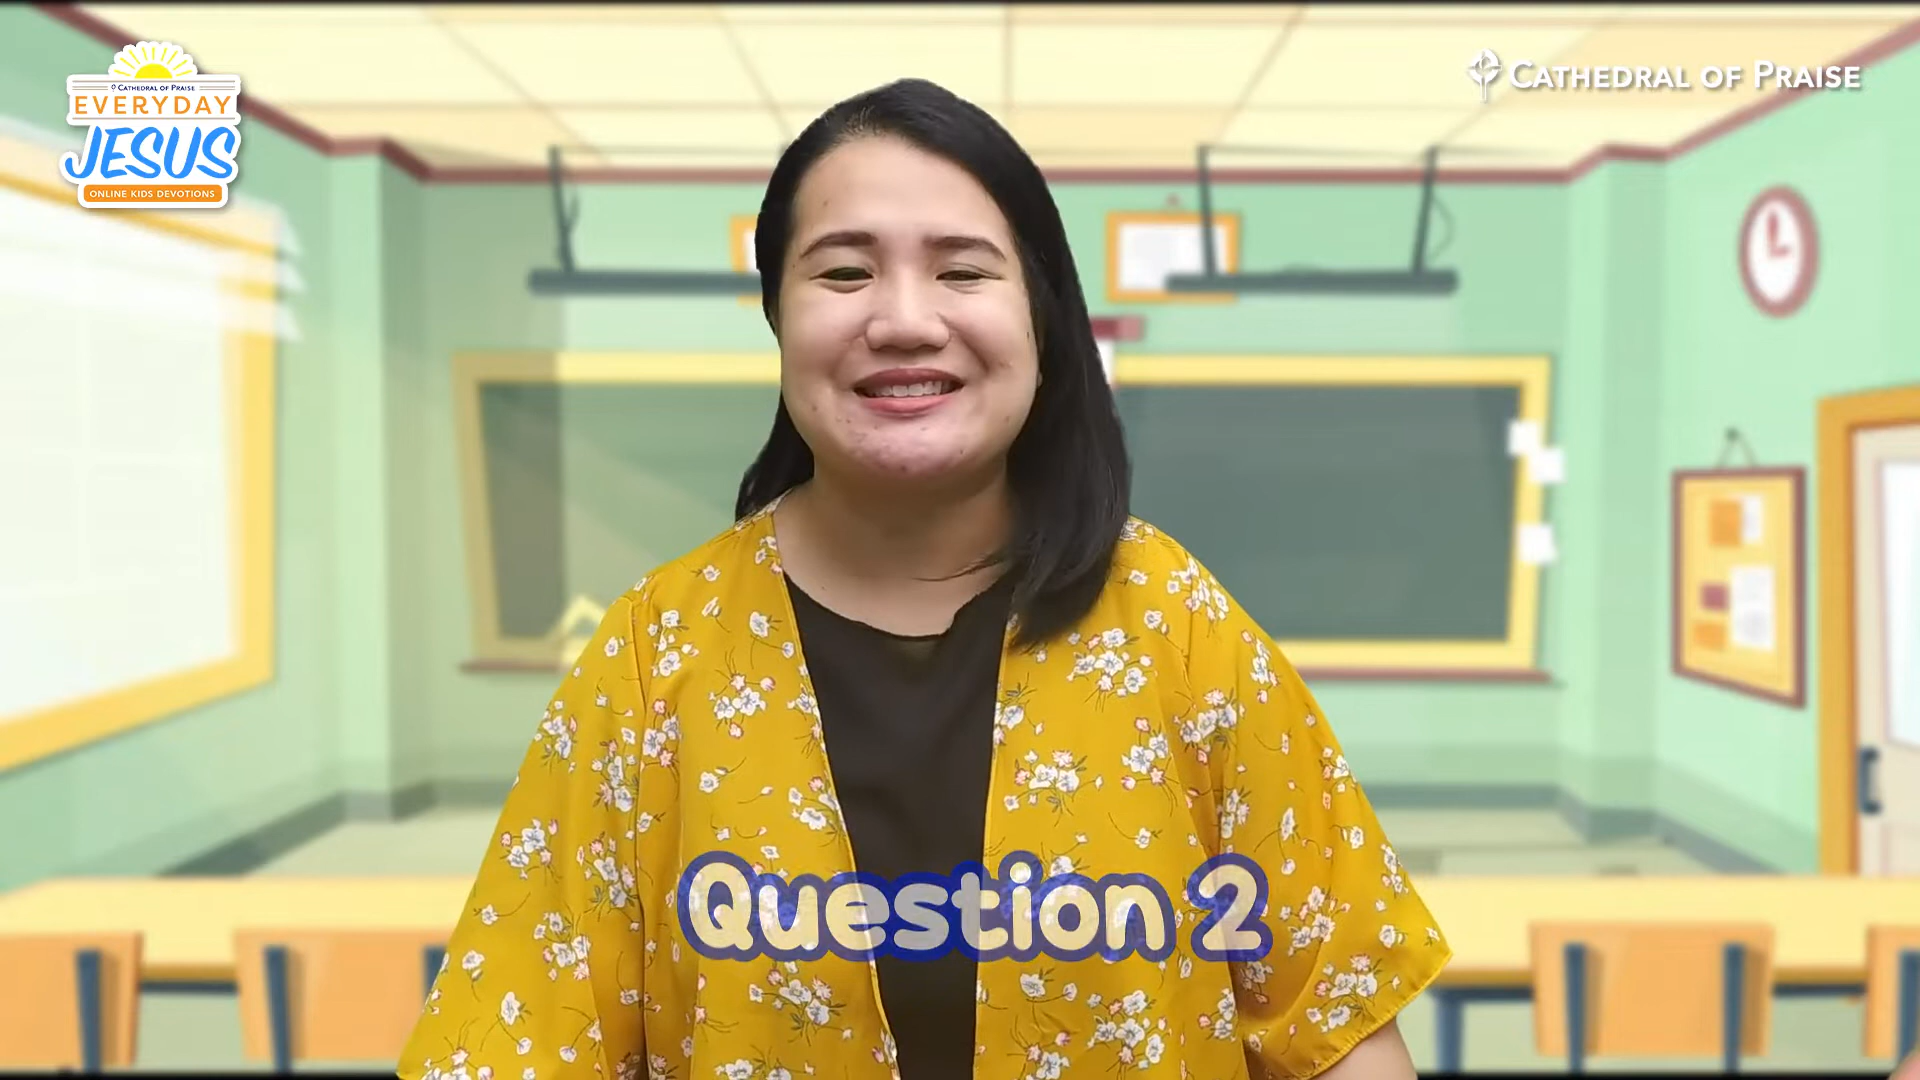 CATHEDRAL OF PRAISE
EVERYDAY
JESUS
ONLINE KIDS DEVOTIONS
CATHEDRAL OF PRAISE
Question 2